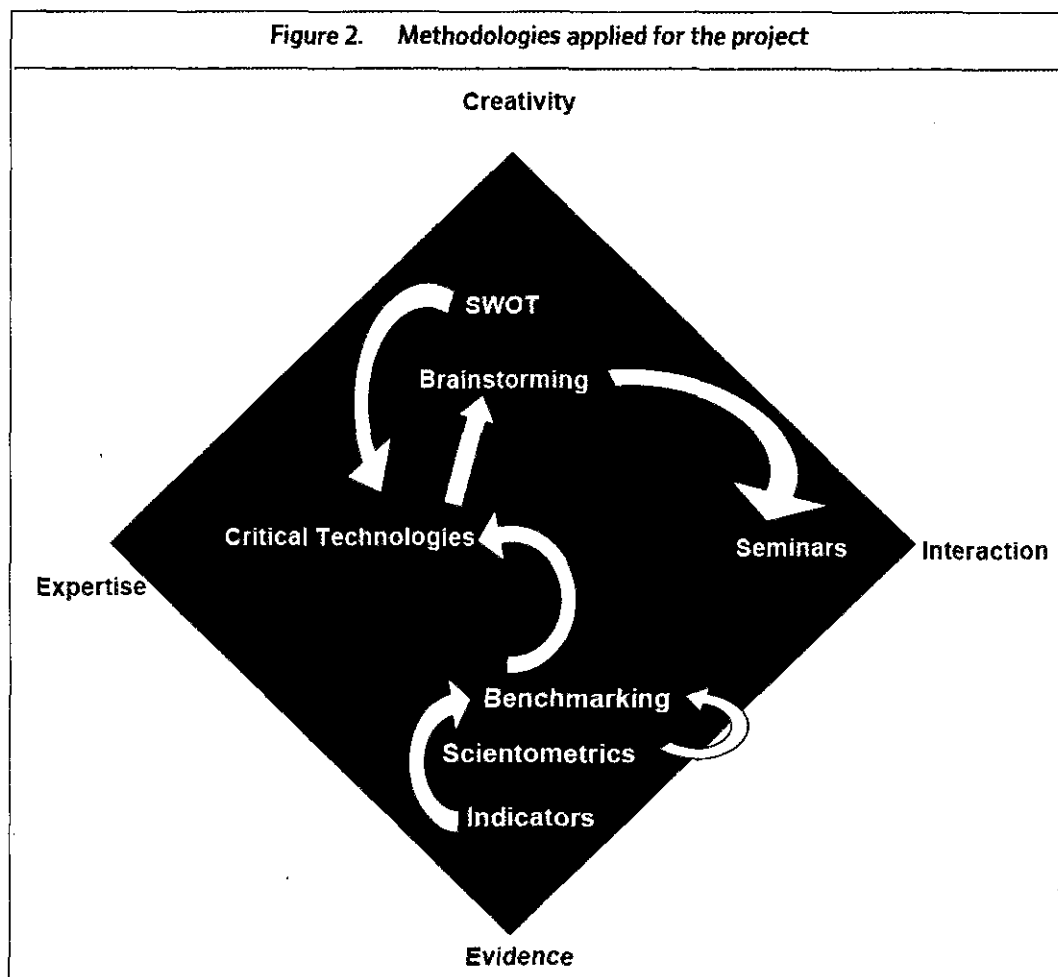 Figure 2. Methodologies applied for the project
Creativity
SWOT
Brainstorming
Critical Technologies
Seminars
Interaction
Expertise
Benchmarking
Scientometrics
Indicators
Evidence